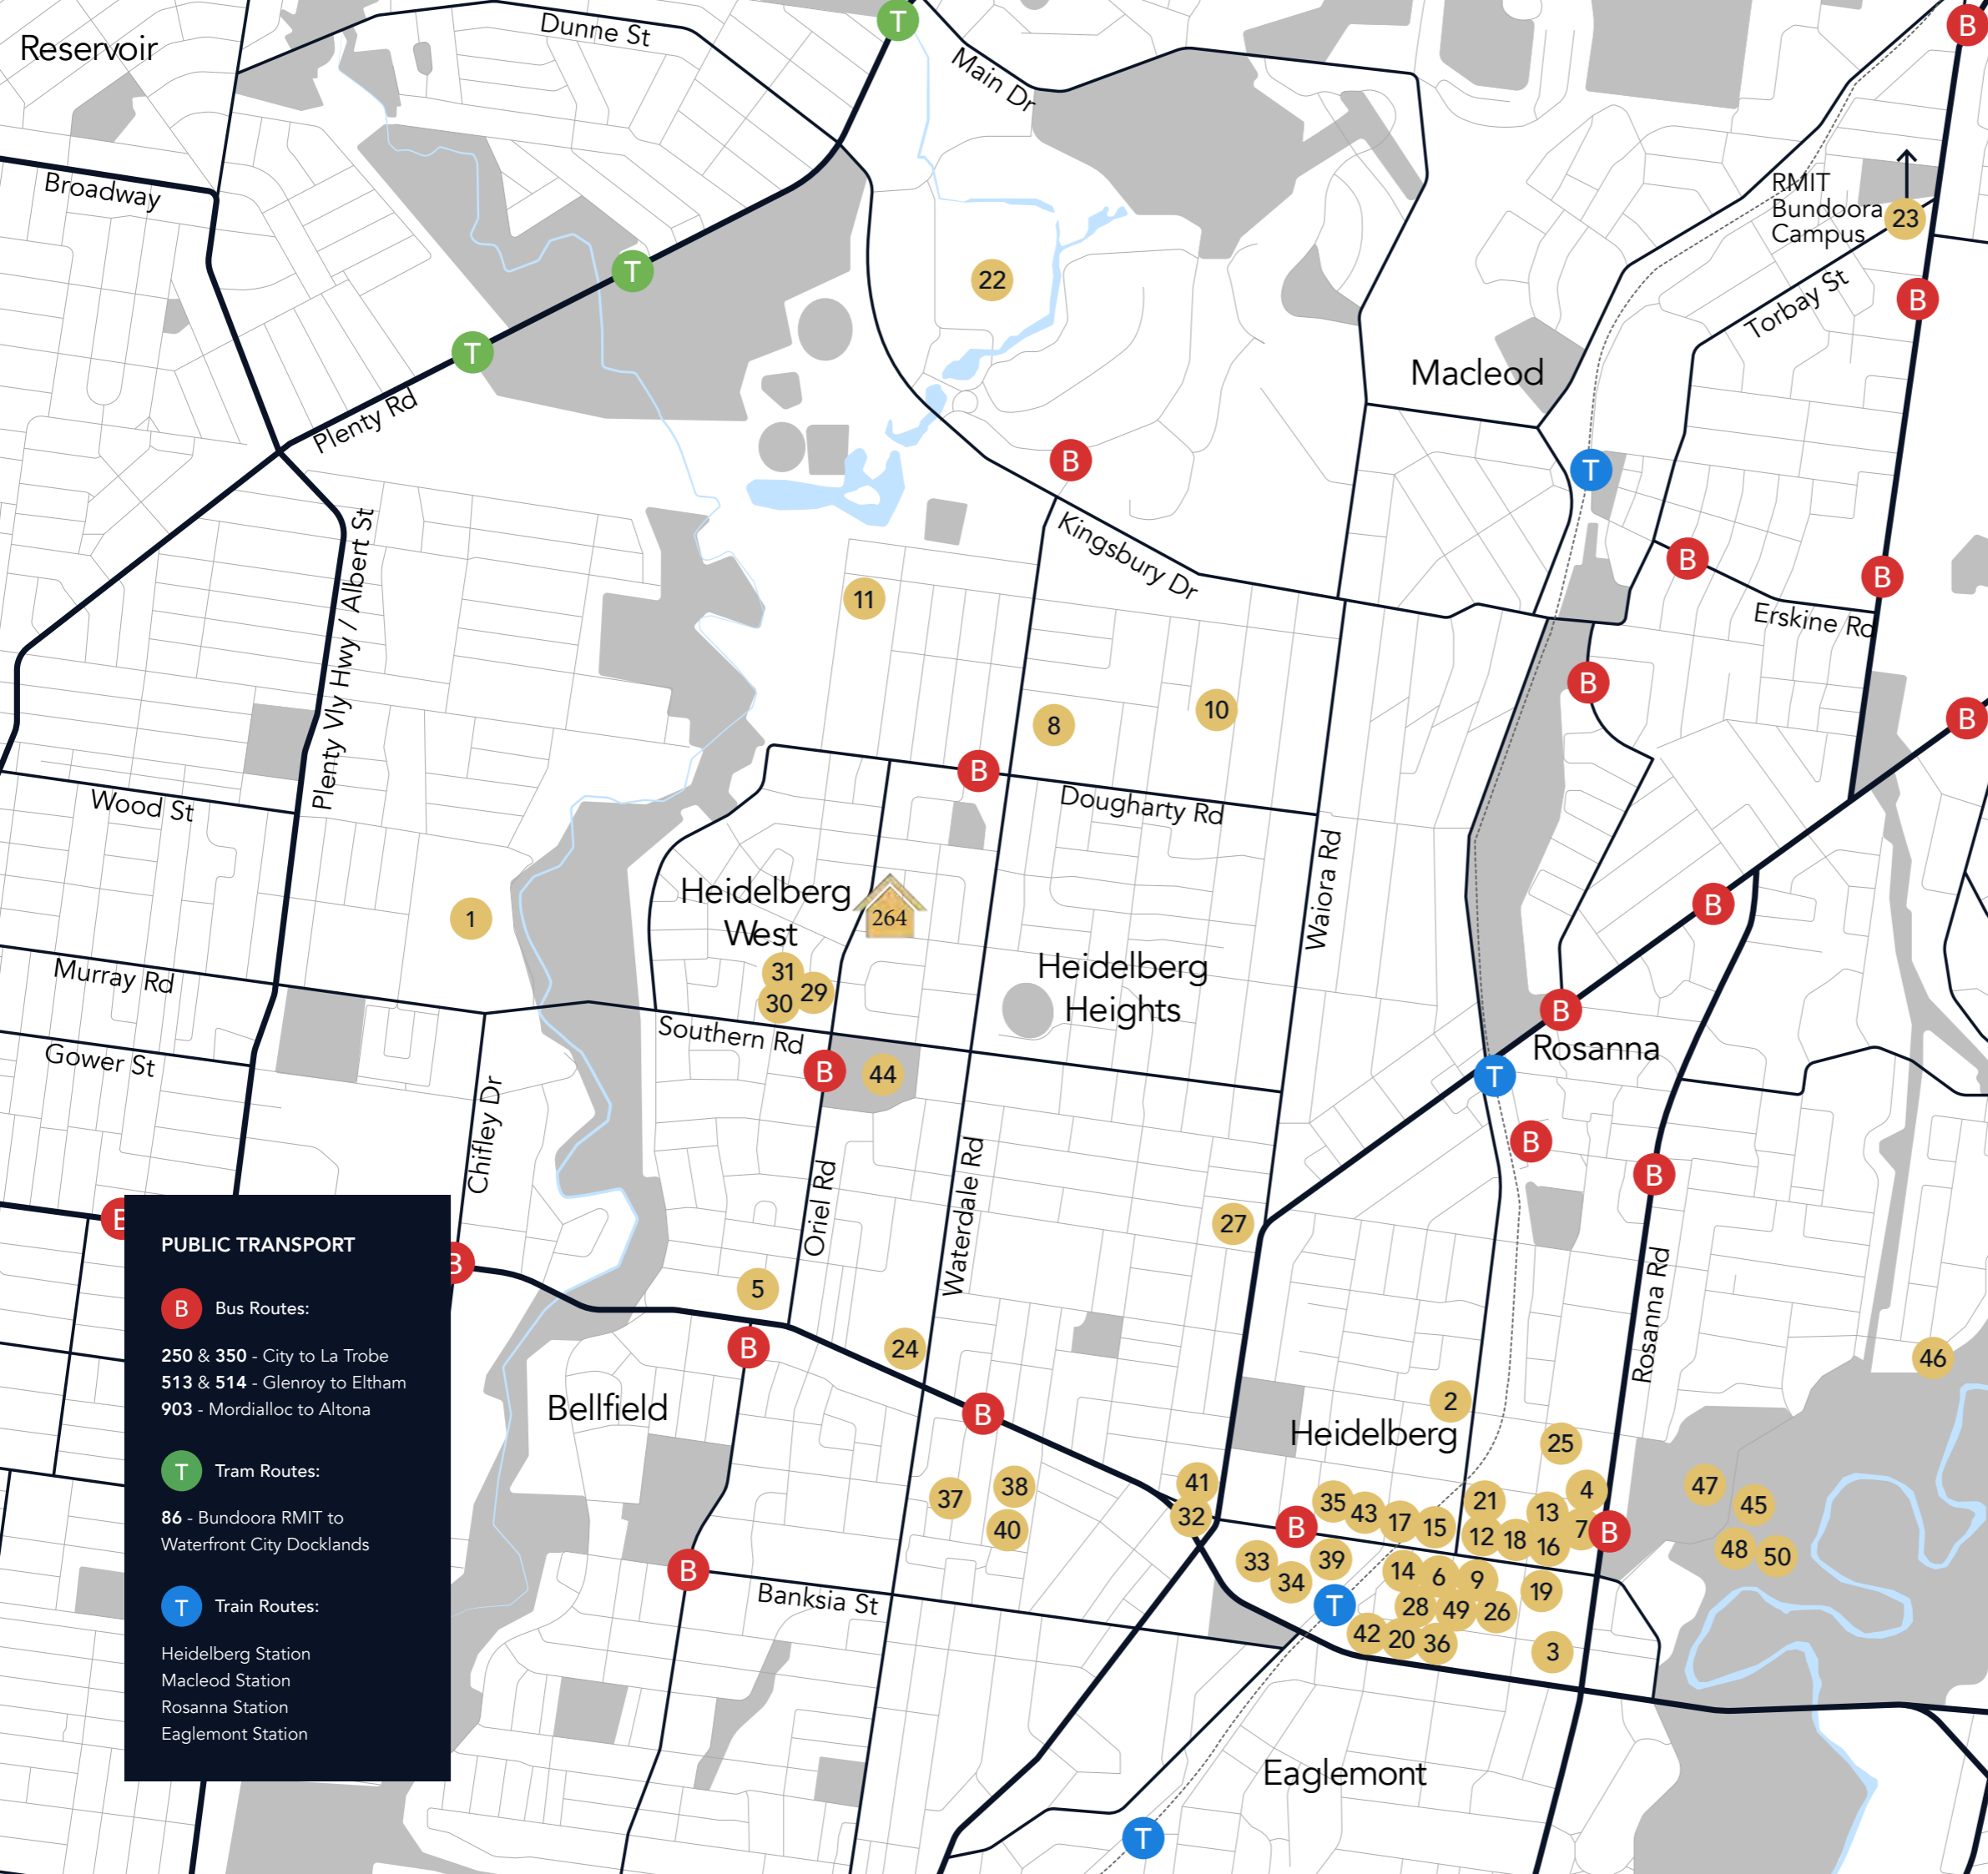 T
B
Reservoir
Dunne St
Main Dr
Broadway
RMIT
Bundoora
Campus
23
22
T
B
Torbay St
T
Macleod
Plenty Rd
B
T
Kingsbury Dr
Plenty Vly Hwy / Albert St
B
B
11
Erskine Rd
B
10
8
B
B
Wood St
Dougharty Rd
Waiora Rd
Heidelberg
West
264
1
B
Murray Rd
31
29
30
Heidelberg
Heights
Southern Rd
B
Rosanna
Gower St
B
44
T
Chifley Dr
B
B
Oriel Rd
Waterdale Rd
27
B
B
5
Rosanna Rd
B
24
46
Bellfield
B
2
Heidelberg
25
41
32
37
38
40
35
43
17
15
21
13
4
12
18
16
7
B
B
47
45
48
50
33
34
39
14
6
9
19
B
Banksia St
T
28
49
26
42
20
36
3
Eaglemont
T
PUBLIC TRANSPORT
B Bus Routes:
250 & 350 - City to La Trobe
513 & 514 - Glenroy to Eltham
903 - Mordialloc to Altona
T Tram Routes:
86 - Bundoora RMIT to
Waterfront City Docklands
T Train Routes:
Heidelberg Station
Macleod Station
Rosanna Station
Eaglemont Station